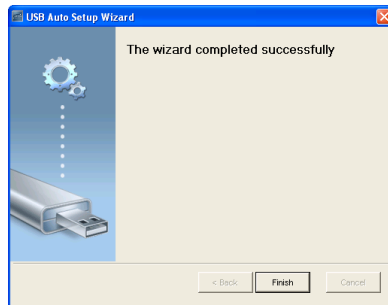 USB Auto Setup Wizard
The wizard completed successfully
< Back
Finish
Cancel